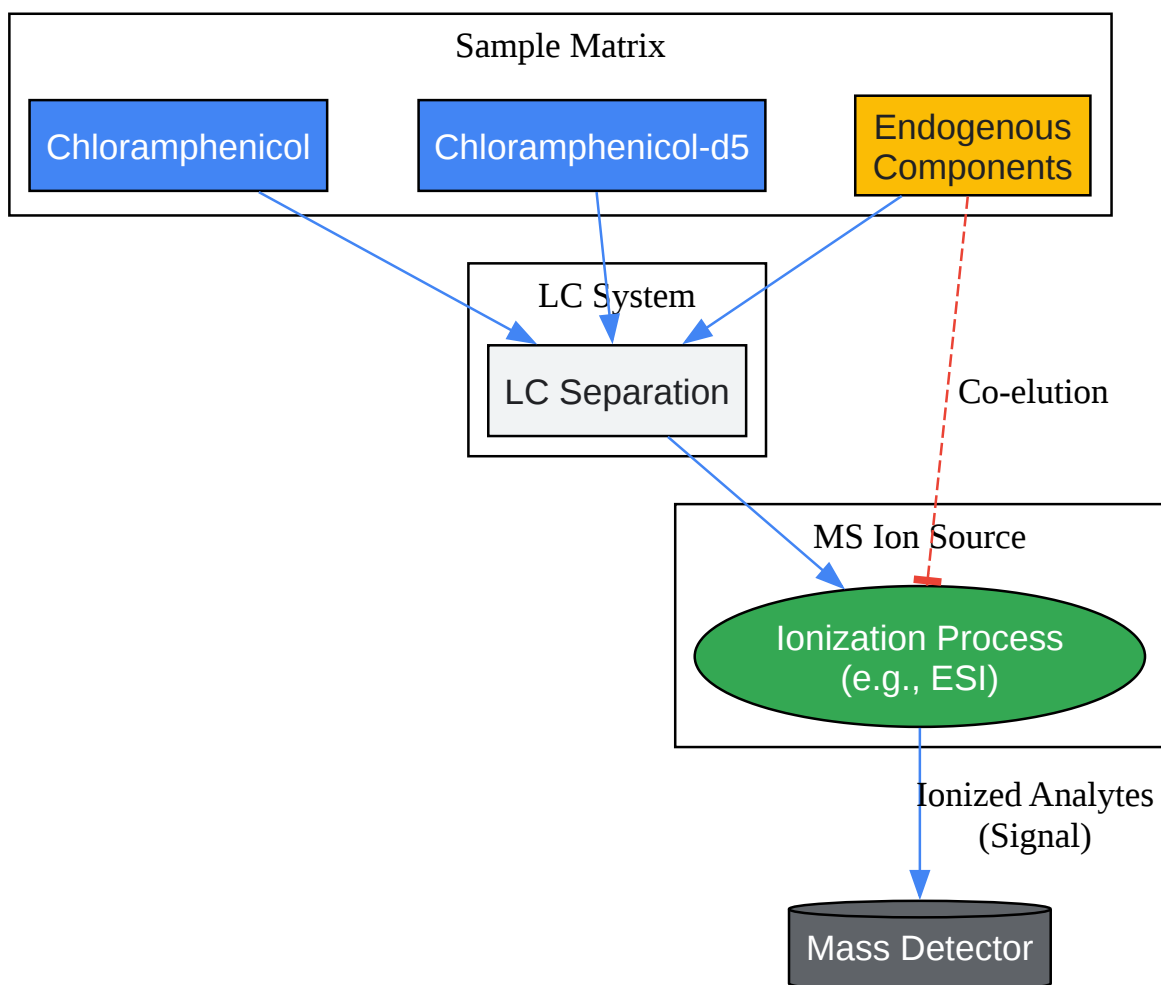 Sample Matrix
Chloramphenicol
Chloramphenicol-d5
Endogenous
Components
LC System
LC Separation
Co-elution
MS Ion Source
Ionization Process
(e.g., ESI)
Ionized Analytes
(Signal)
Mass Detector